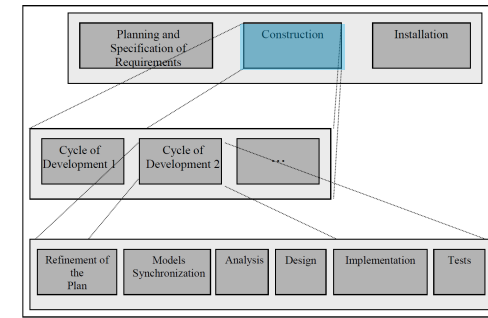 Planning and
Specification of
Requirements
Construction
Installation
Cycle of
Development 1
Cycle of
Development 2
...
Refinement of
the
Plan
Models
Synchronization
Analysis
Design
Implementation
Tests